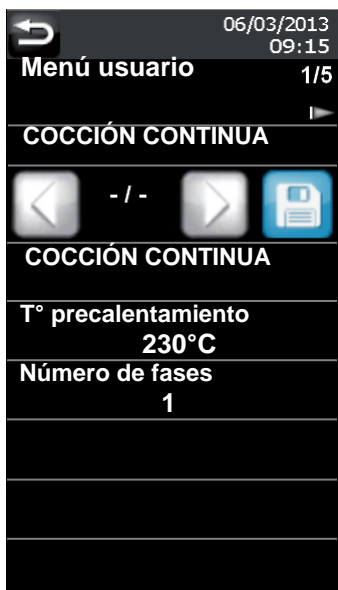 06/03/2013
09:15
Menú usuario
1/5
COCCIÓN CONTINUA
- / -
COCCIÓN CONTINUA
T° precalentamiento
230°C
Número de fases
1